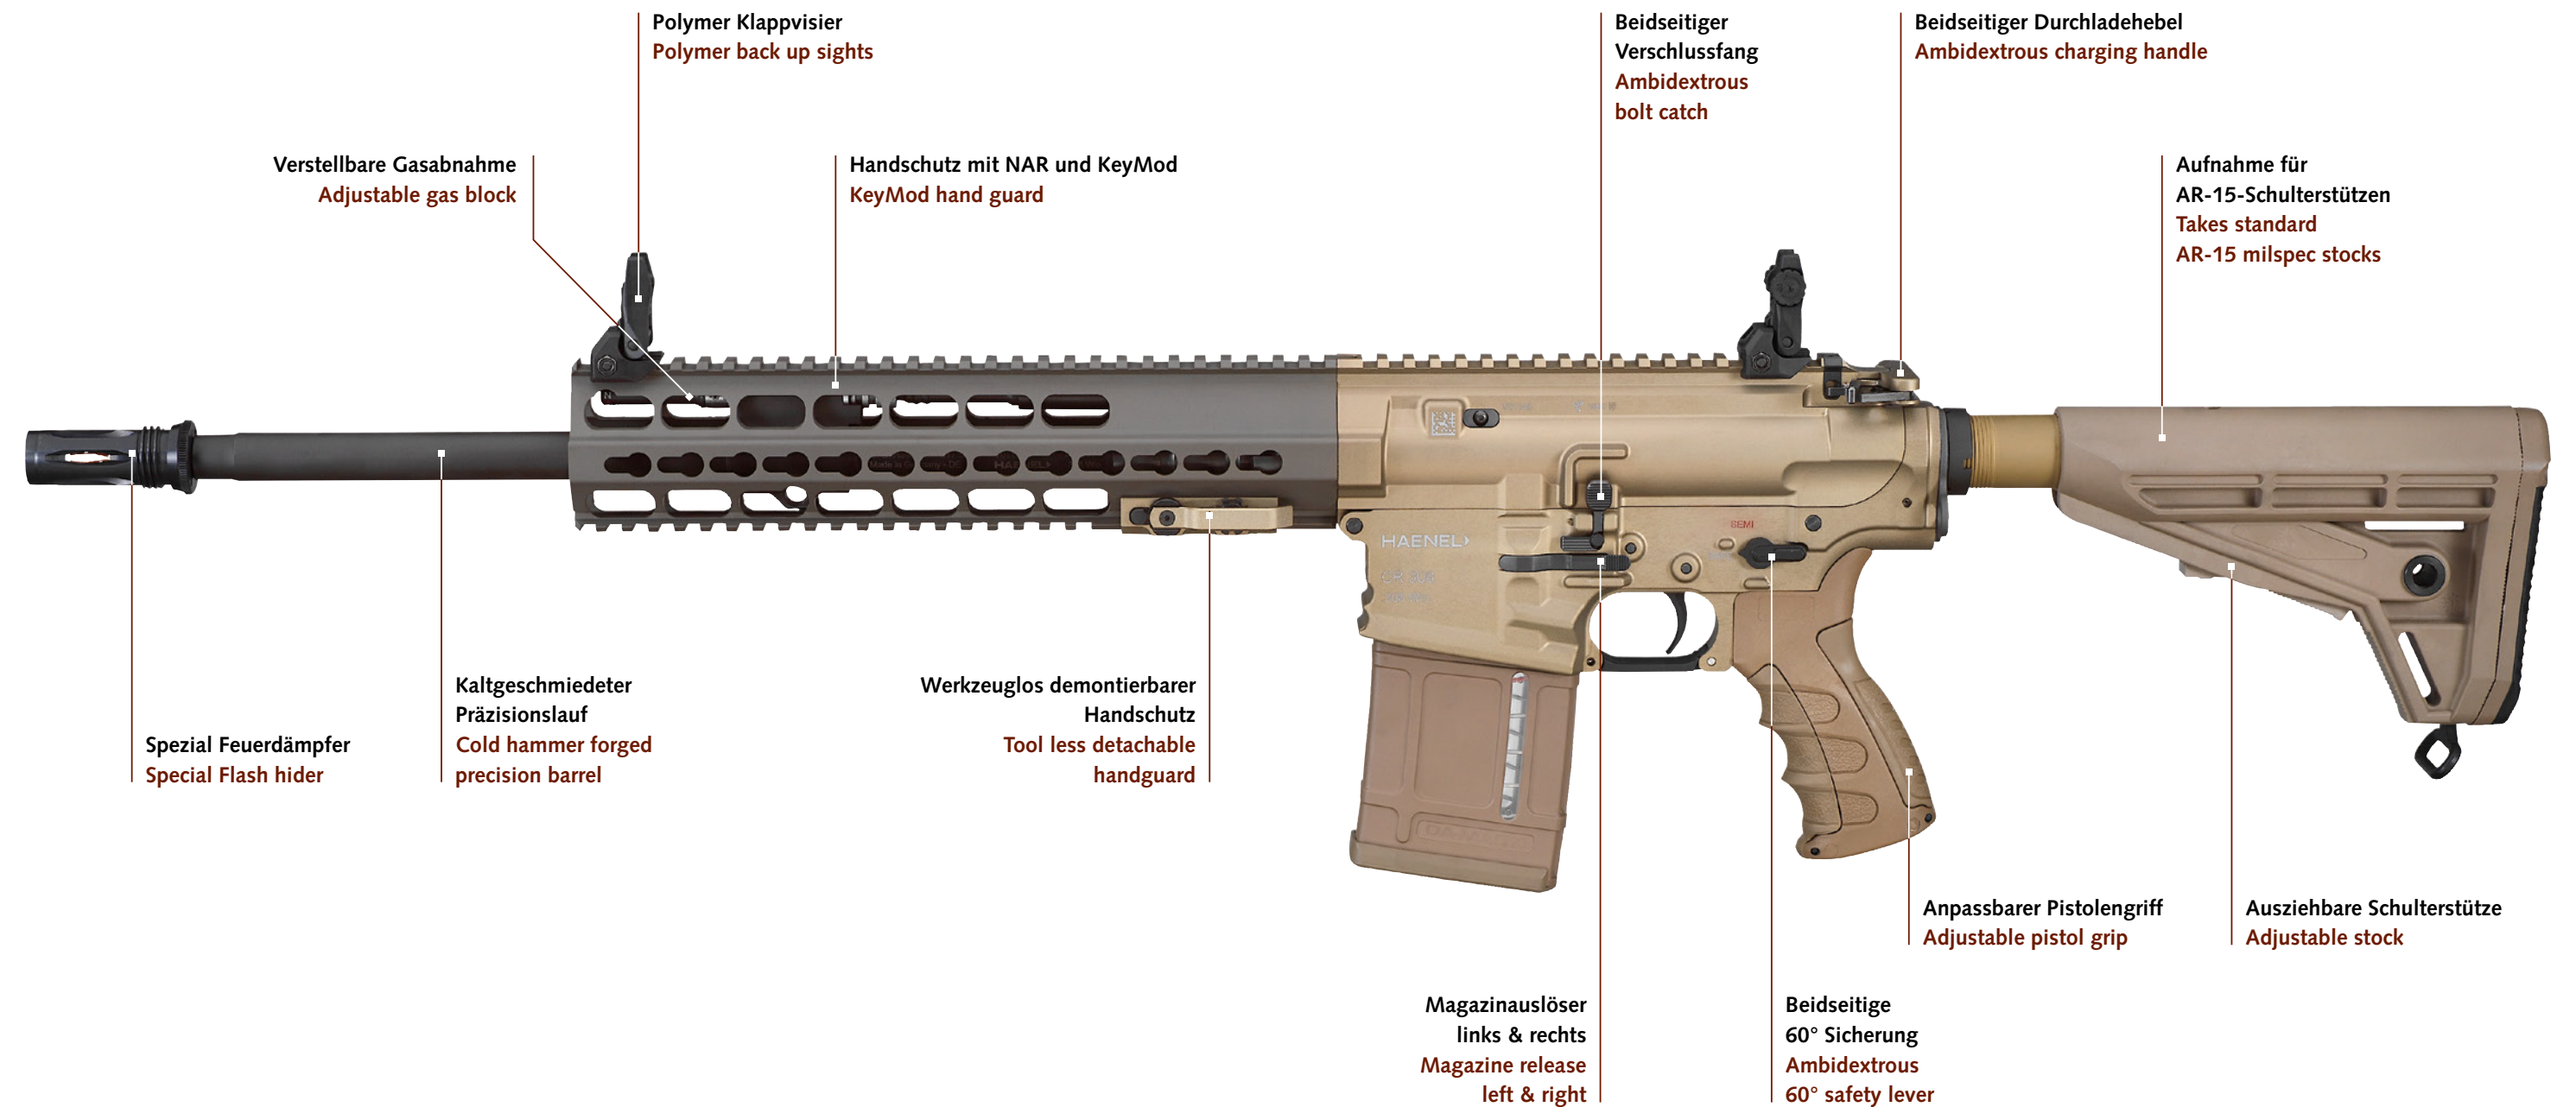 Polymer Klappvisier
Polymer back up sights
Beidseitiger
Verschlussfang
Ambidextrous
bolt catch
Beidseitiger Durchladehebel
Ambidextrous charging handle
Verstellbare Gasabnahme
Adjustable gas block
Handschutz mit NAR und KeyMod
KeyMod hand guard
Aufnahme für
AR-15-Schulterstützen
Takes standard
AR-15 milspec stocks
SEMI
HAENEL
Spezial Feuerdämpfer
Special Flash hider
Kaltgeschmiedeter
Präzisionslauf
Cold hammer forged
precision barrel
Werkzeuglos demontierbarer
Handschutz
Tool less detachable
handguard
Anpassbarer Pistolengriff
Adjustable pistol grip
Ausziehbare Schulterstütze
Adjustable stock
Magazinauslöser
links & rechts
Magazine release
left & right
Beidseitige
60° Sicherung
Ambidextrous
60° safety lever